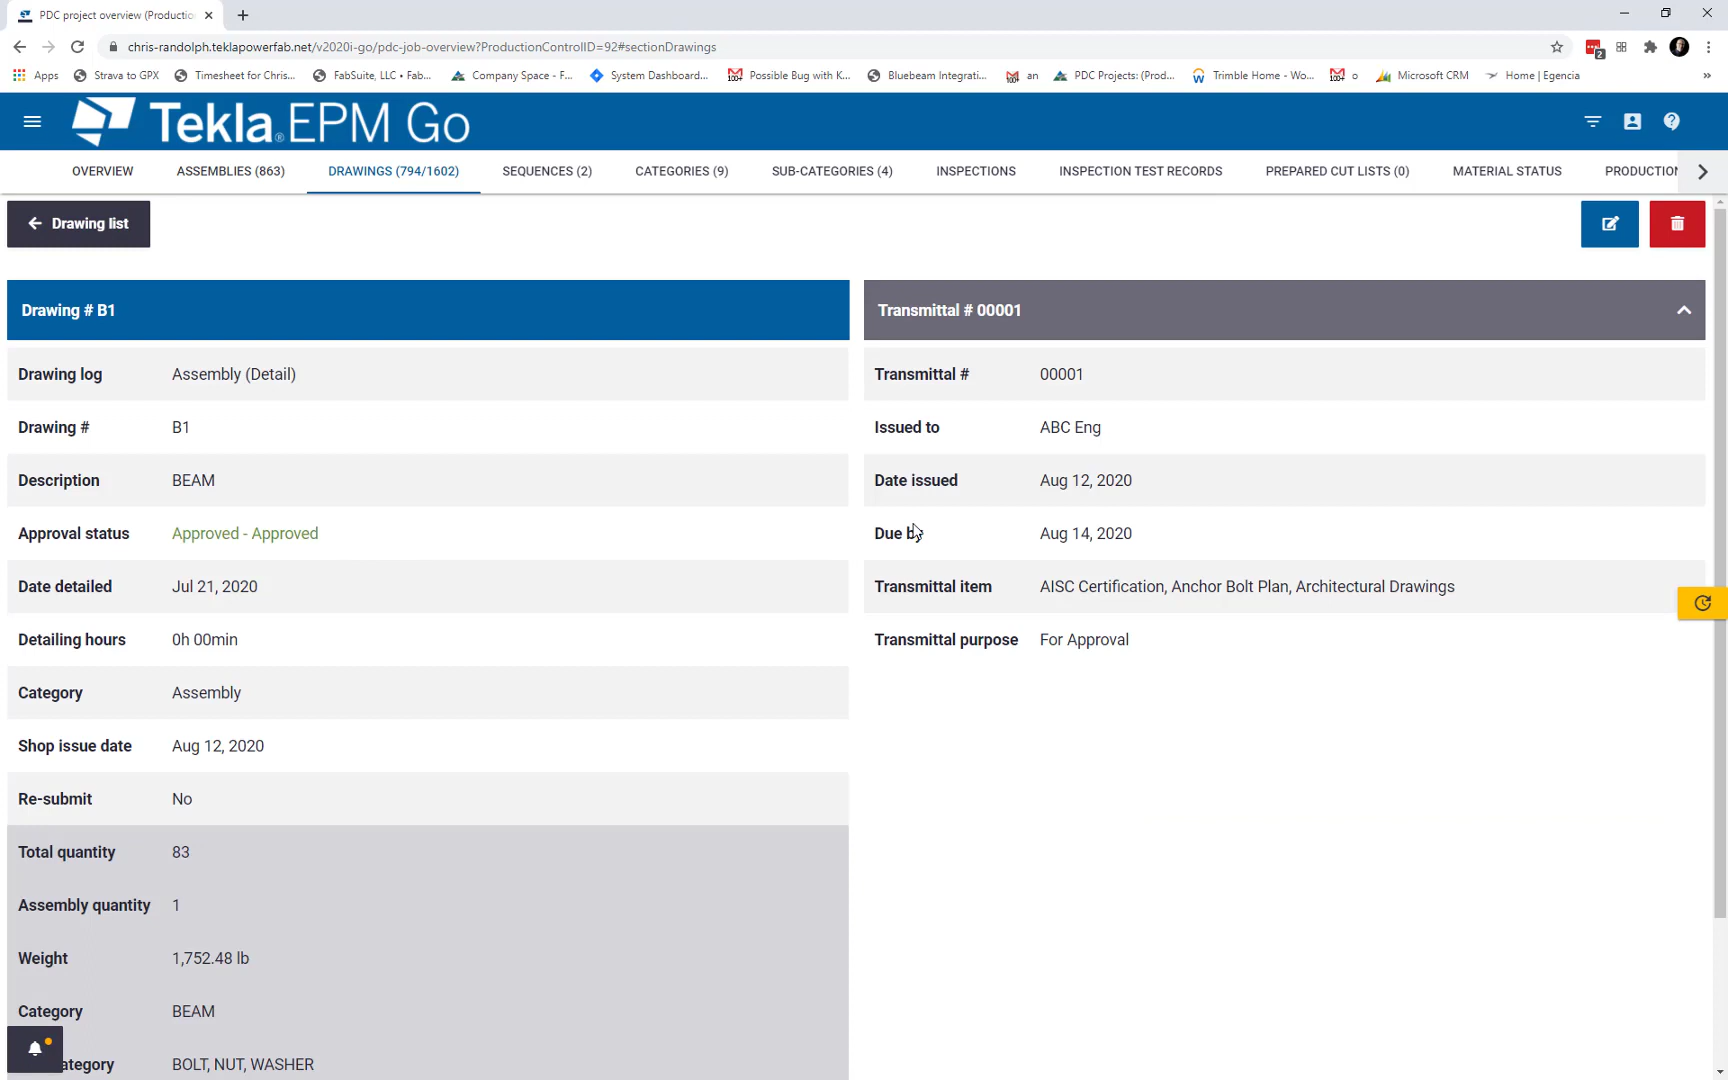 PDC project overview (Productio
chris-randolph.teklapowerfab.net/v2020i-go/pdc-job-overview?ProductionControlID=92#sectionDrawings
2
Apps Strava to GPX Timesheet for Chris... FabSuite, LLC • Fab... Company Space - F... System Dashboard... Possible Bug with K... Bluebeam Integrati... an PDC Projects: (Prod... Trimble Home - Wo... o Microsoft CRM Home | Egencia »
Tekla® EPM Go
OVERVIEW ASSEMBLIES (863) DRAWINGS (794/1602) SEQUENCES (2) CATEGORIES (9) SUB-CATEGORIES (4) INSPECTIONS INSPECTION TEST RECORDS PREPARED CUT LISTS (0) MATERIAL STATUS PRODUCTION
Drawing list
Drawing # B1
Drawing log Assembly (Detail)
Drawing # B1
Description BEAM
Approval status Approved - Approved
Date detailed Jul 21, 2020
Detailing hours 0h 00min
Category Assembly
Shop issue date Aug 12, 2020
Re-submit No
Total quantity 83
Assembly quantity 1
Weight 1,752.48 lb
Category BEAM
ategory BOLT, NUT, WASHER
Transmittal # 00001
Transmittal # 00001
Issued to ABC Eng
Date issued Aug 12, 2020
Due by Aug 14, 2020
Transmittal item AISC Certification, Anchor Bolt Plan, Architectural Drawings
Transmittal purpose For Approval